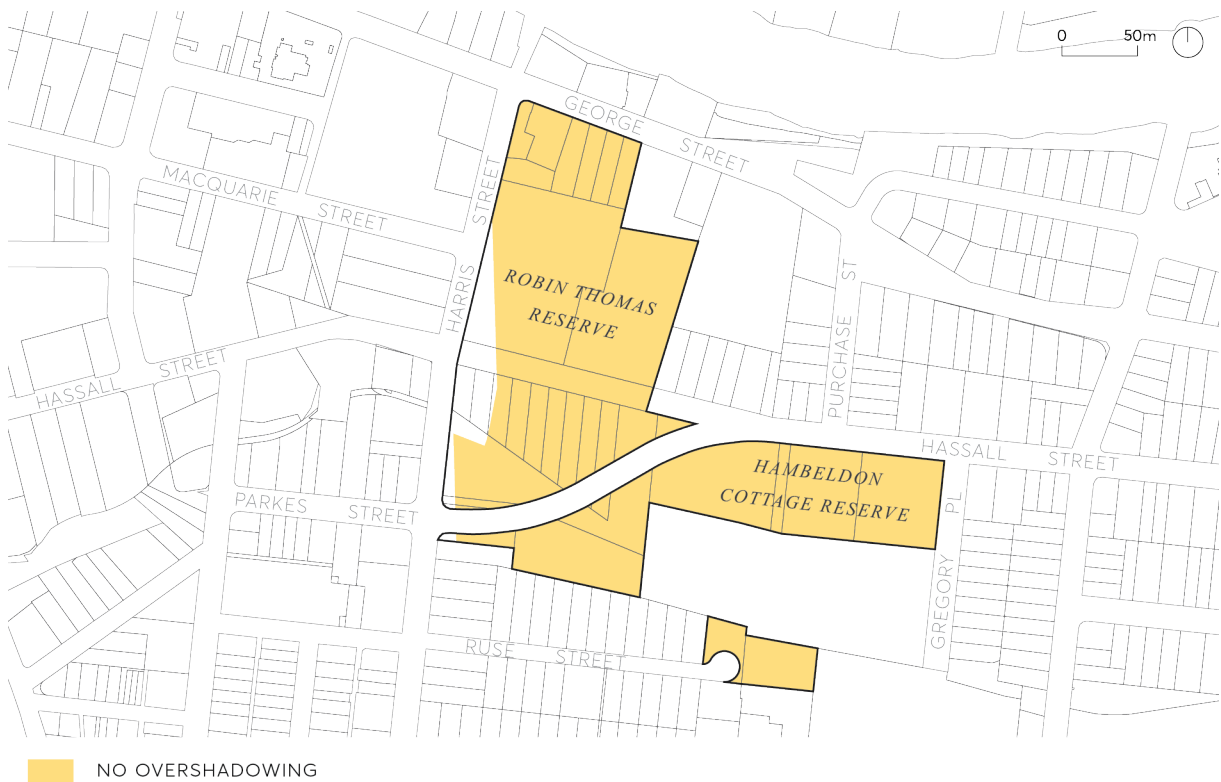 0 50m
GEORGE STREET
MACQUARIE STREET
HARRIS STREET
PURCHASE ST
ROBIN THOMAS
RESERVE
HASSALL STREET
HASSALL STREET
HAMBELDON
COTTAGE RESERVE
PARKES STREET
GREGORY PL
RUSE STREET
NO OVERSHADOWING